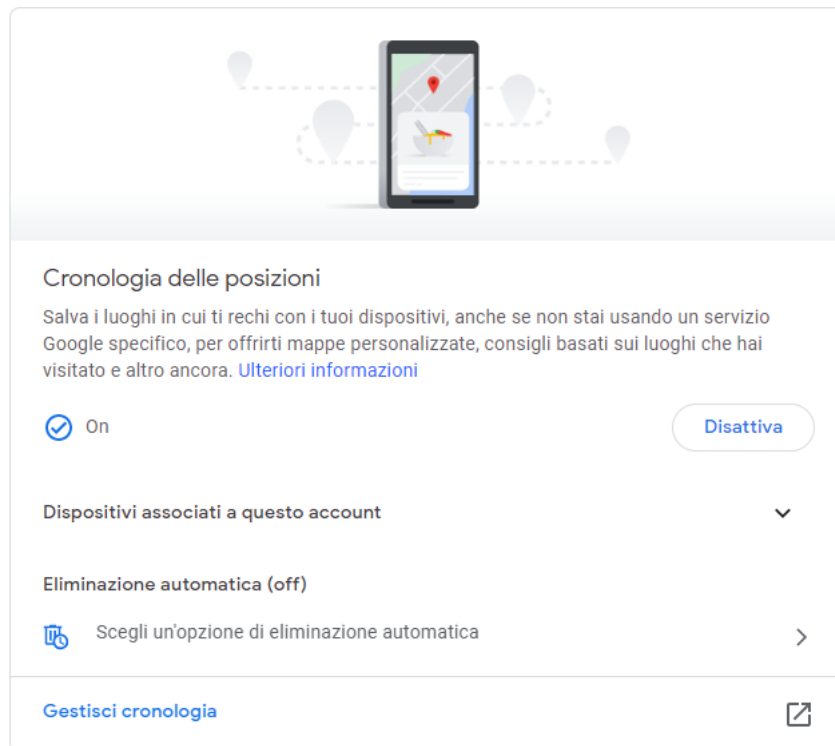 Cronologia delle posizioni
Salva i luoghi in cui ti rechi con i tuoi dispositivi, anche se non stai usando un servizio
Google specifico, per offrirti mappe personalizzate, consigli basati sui luoghi che hai
visitato e altro ancora. Ulteriori informazioni
On
Disattiva
Dispositivi associati a questo account
Eliminazione automatica (off)
Scegli un'opzione di eliminazione automatica
Gestisci cronologia